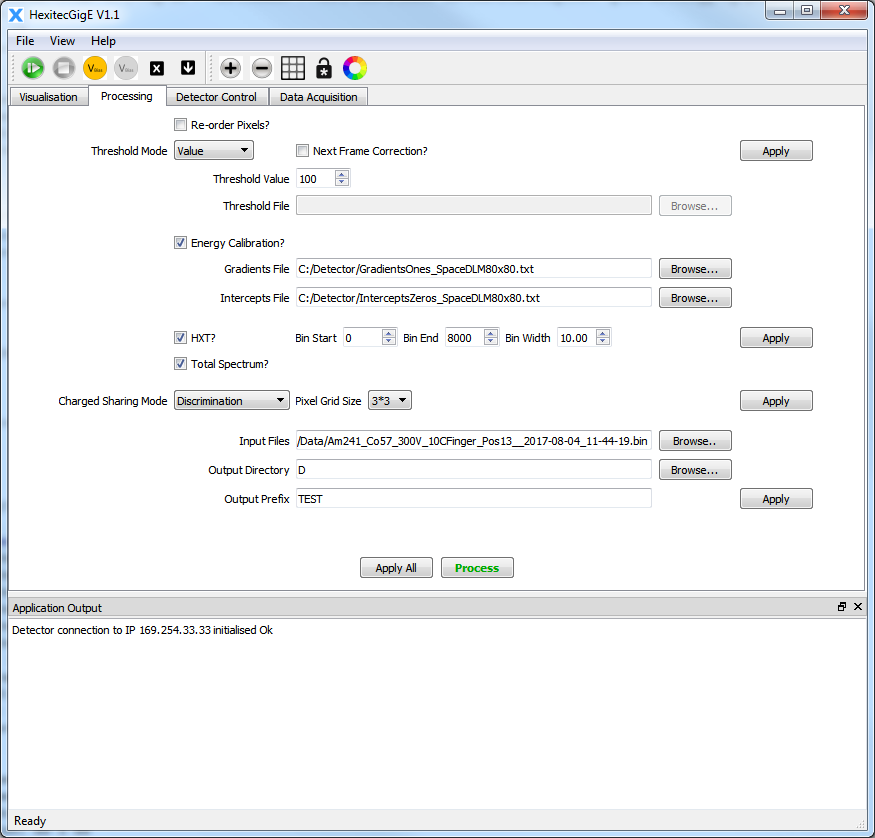 HexitecGigE V1.1
File View Help
Visualisation Processing Detector Control Data Acquisition
Re-order Pixels?
Threshold Mode Value Next Frame Correction? Apply
Threshold Value 100
Threshold File Browse...
Energy Calibration?
Gradients File C:/Detector/GradientsOnes_SpaceDLM80x80.txt Browse...
Intercepts File C:/Detector/InterceptsZeros_SpaceDLM80x80.txt Browse...
HXT? Bin Start 0 Bin End 8000 Bin Width 10.00 Apply
Total Spectrum?
Charged Sharing Mode Discrimination Pixel Grid Size 3*3 Apply
Input Files /Data/Am241_Co57_300V_10CFinger_Pos13__2017-08-04_11-44-19.bin Browse..
Output Directory D Browse...
Output Prefix TEST Apply
Apply All Process
Application Output
Detector connection to IP 169.254.33.33 initialised Ok
Ready